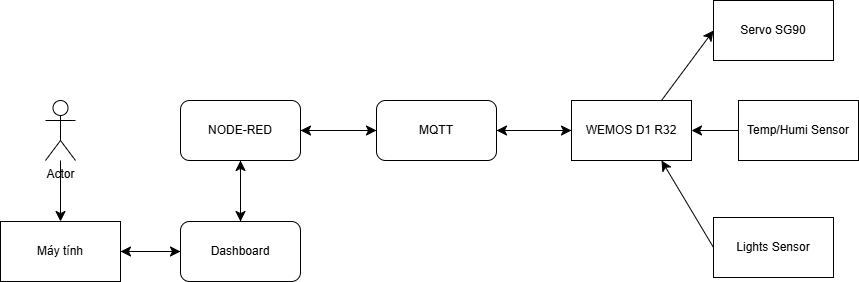 Servo SG90
NODE-RED
MQTT
WEMOS D1 R32
Temp/Humi Sensor
Actor
Máy tính
Dashboard
Lights Sensor